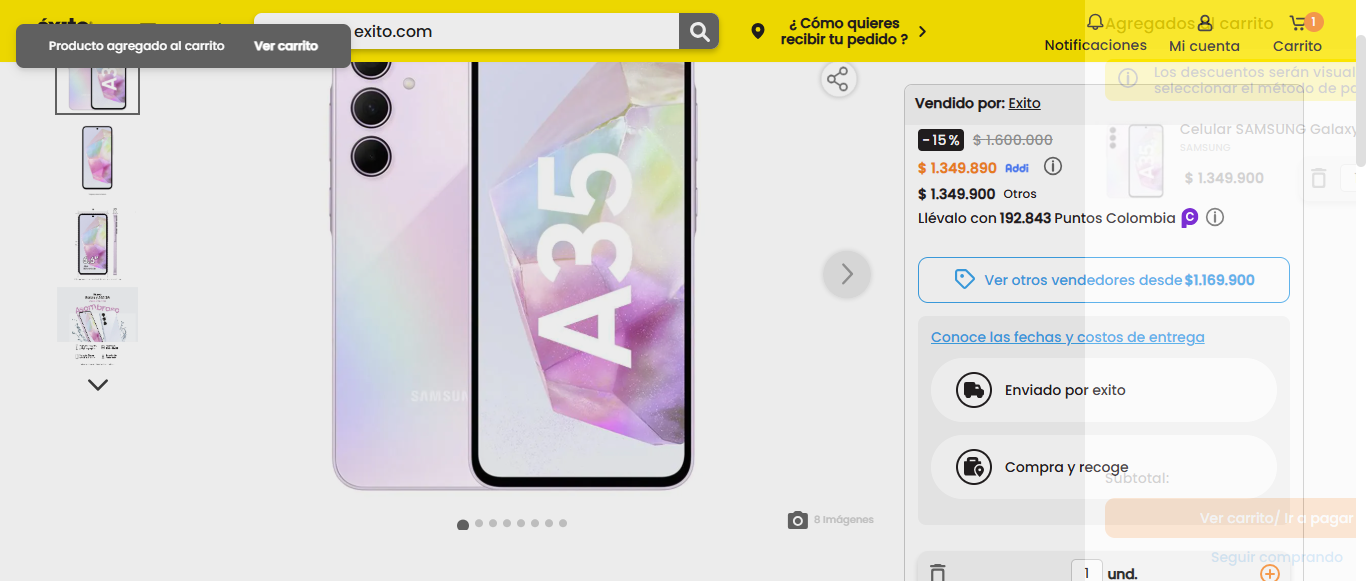 éxito
Producto agregado al carrito Ver carrito
exito.com
¿ Cómo quieres
recibir tu pedido ?
Notificaciones
Mi cuenta
1
Carrito
Agregados al carrito
Los descuentos serán visual
seleccionar el método de pa
Celular SAMSUNG Galaxy
SAMSUNG
$ 1.349.900
Subtotal:
Ver carrito/ Ir a pagar
Seguir comprando
A35
A35
SAMSU
8 Imágenes
Vendido por: Exito
-15% $ 1.600.000
$ 1.349.890 Addi
$ 1.349.900 Otros
Llévalo con 192.843 Puntos Colombia
Ver otros vendedores desde $1.169.900
Conoce las fechas y costos de entrega
Enviado por exito
Compra y recoge
1 und.